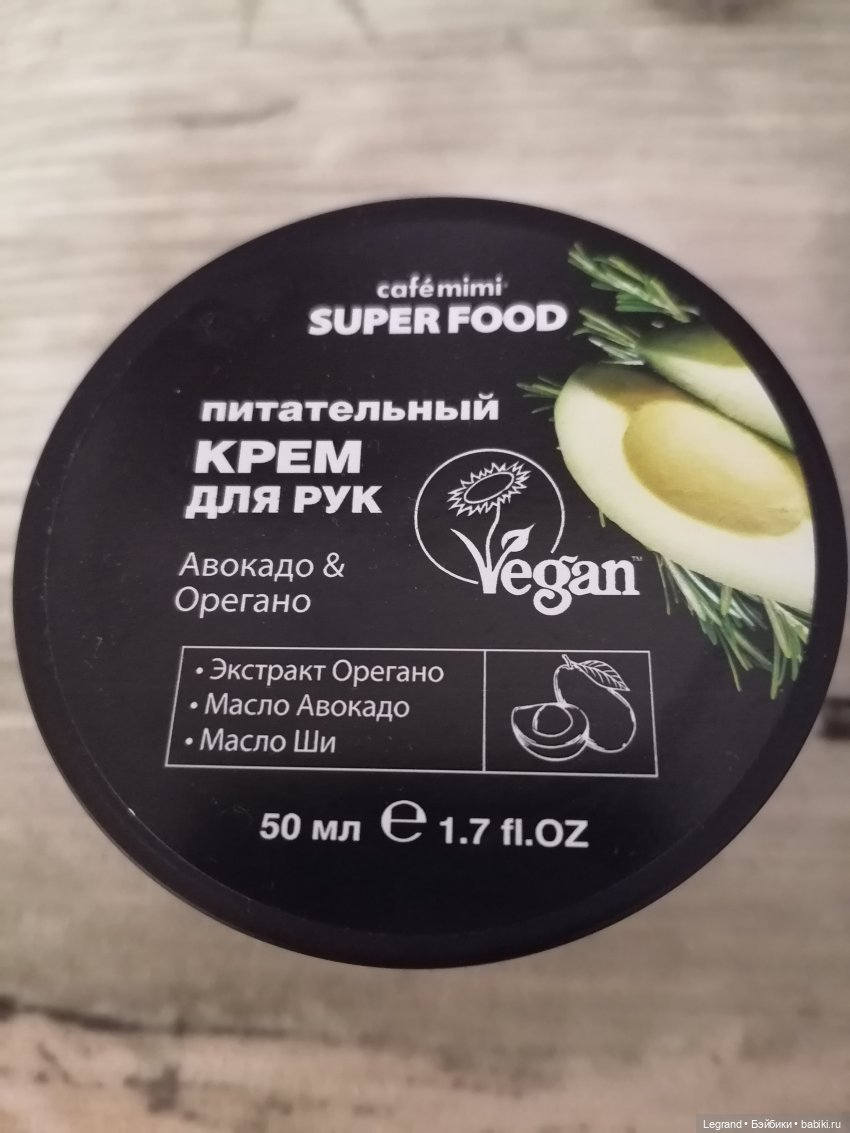 café mimi
SUPER FOOD
питательный
КРЕМ
ДЛЯ РУК
Vegan™
Авокадо &
Орегано
• Экстракт Орегано
• Масло Авокадо
• Масло Ши
50 мл ℮ 1.7 fl.OZ
Legrand • Бэйбики • babiki.ru